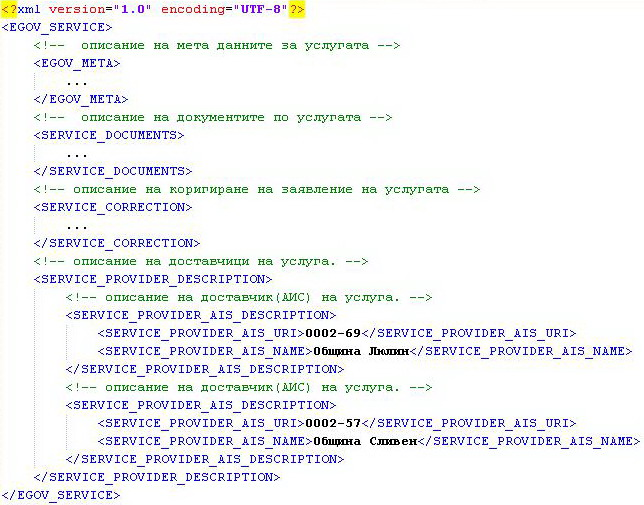 <?xml version="1.0" encoding="UTF-8"?>
<EGOV_SERVICE>
<!-- описание на мета данните за услугата -->
<EGOV_META>
...
</EGOV_META>
<!-- описание на документите по услугата -->
<SERVICE_DOCUMENTS>
...
</SERVICE_DOCUMENTS>
<!-- описание на коригиране на заявление на услугата -->
<SERVICE_CORRECTION>
...
</SERVICE_CORRECTION>
<!-- описание на доставчици на услуга. -->
<SERVICE_PROVIDER_DESCRIPTION>
<!-- описание на доставчик(АИС) на услуга. -->
<SERVICE_PROVIDER_AIS_DESCRIPTION>
<SERVICE_PROVIDER_AIS_URI>0002-69</SERVICE_PROVIDER_AIS_URI>
<SERVICE_PROVIDER_AIS_NAME>Община Люлин</SERVICE_PROVIDER_AIS_NAME>
</SERVICE_PROVIDER_AIS_DESCRIPTION>
<!-- описание на доставчик(АИС) на услуга. -->
<SERVICE_PROVIDER_AIS_DESCRIPTION>
<SERVICE_PROVIDER_AIS_URI>0002-57</SERVICE_PROVIDER_AIS_URI>
<SERVICE_PROVIDER_AIS_NAME>Община Сливен</SERVICE_PROVIDER_AIS_NAME>
</SERVICE_PROVIDER_AIS_DESCRIPTION>
</SERVICE_PROVIDER_DESCRIPTION>
</EGOV_SERVICE>